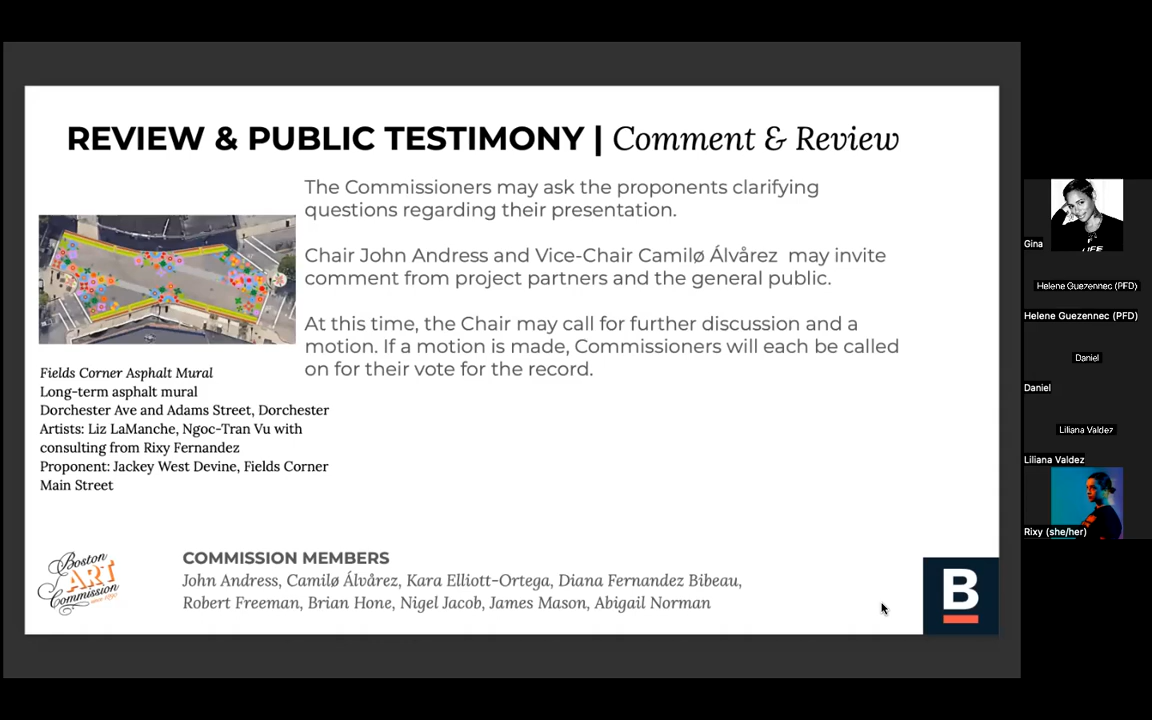 REVIEW & PUBLIC TESTIMONY | Comment & Review
The Commissioners may ask the proponents clarifying
questions regarding their presentation.
Chair John Andress and Vice-Chair Camilø Álvårez may invite
comment from project partners and the general public.
At this time, the Chair may call for further discussion and a
motion. If a motion is made, Commissioners will each be called
on for their vote for the record.
Fields Corner Asphalt Mural
Long-term asphalt mural
Dorchester Ave and Adams Street, Dorchester
Artists: Liz LaManche, Ngoc-Tran Vu with
consulting from Rixy Fernandez
Proponent: Jackey West Devine, Fields Corner
Main Street
Boston
ART
Commission
since 1890
COMMISSION MEMBERS
John Andress, Camilø Álvårez, Kara Elliott-Ortega, Diana Fernandez Bibeau,
Robert Freeman, Brian Hone, Nigel Jacob, James Mason, Abigail Norman
B
LIFE
Gina
Helene Guezennec (PFD)
Helene Guezennec (PFD)
Daniel
Daniel
Liliana Valdez
Liliana Valdez
Rixy (she/her)